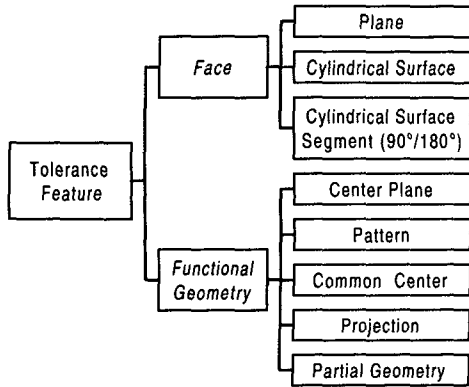 Tolerance
Feature
Face
Plane
Cylindrical Surface
Cylindrical Surface
Segment (90°/180°)
Functional
Geometry
Center Plane
Pattern
Common Center
Projection
Partial Geometry